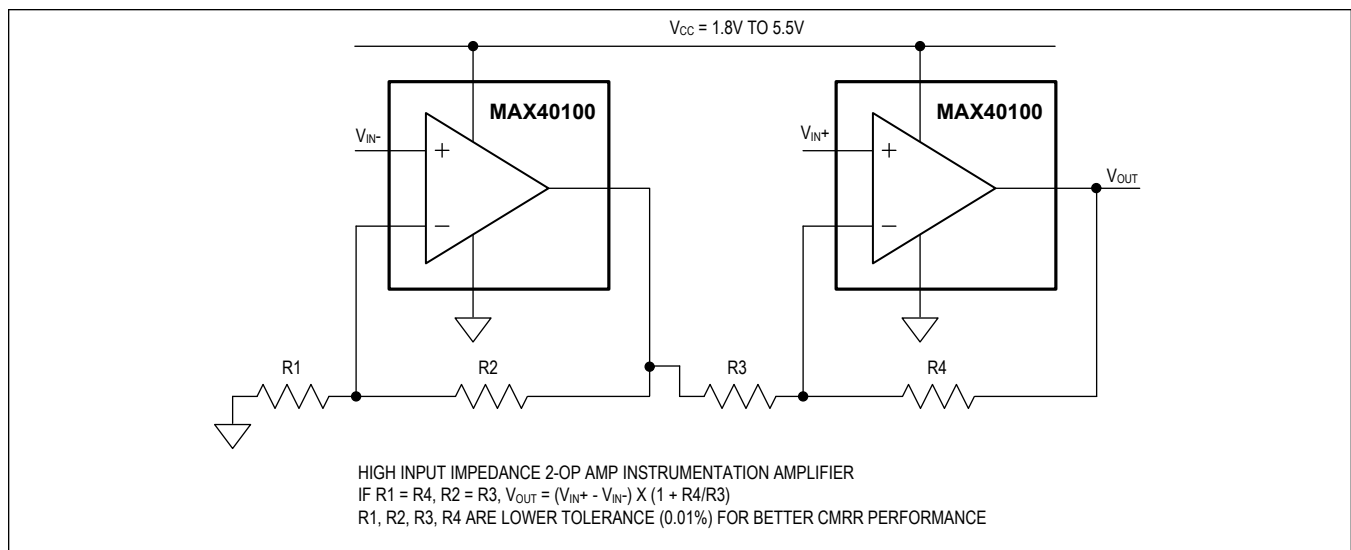 VCC = 1.8V TO 5.5V
MAX40100
MAX40100
VIN-
+
−
VIN+
+
−
VOUT
R1
R2
R3
R4
HIGH INPUT IMPEDANCE 2-OP AMP INSTRUMENTATION AMPLIFIER
IF R1 = R4, R2 = R3, VOUT = (VIN+ - VIN-) X (1 + R4/R3)
R1, R2, R3, R4 ARE LOWER TOLERANCE (0.01%) FOR BETTER CMRR PERFORMANCE